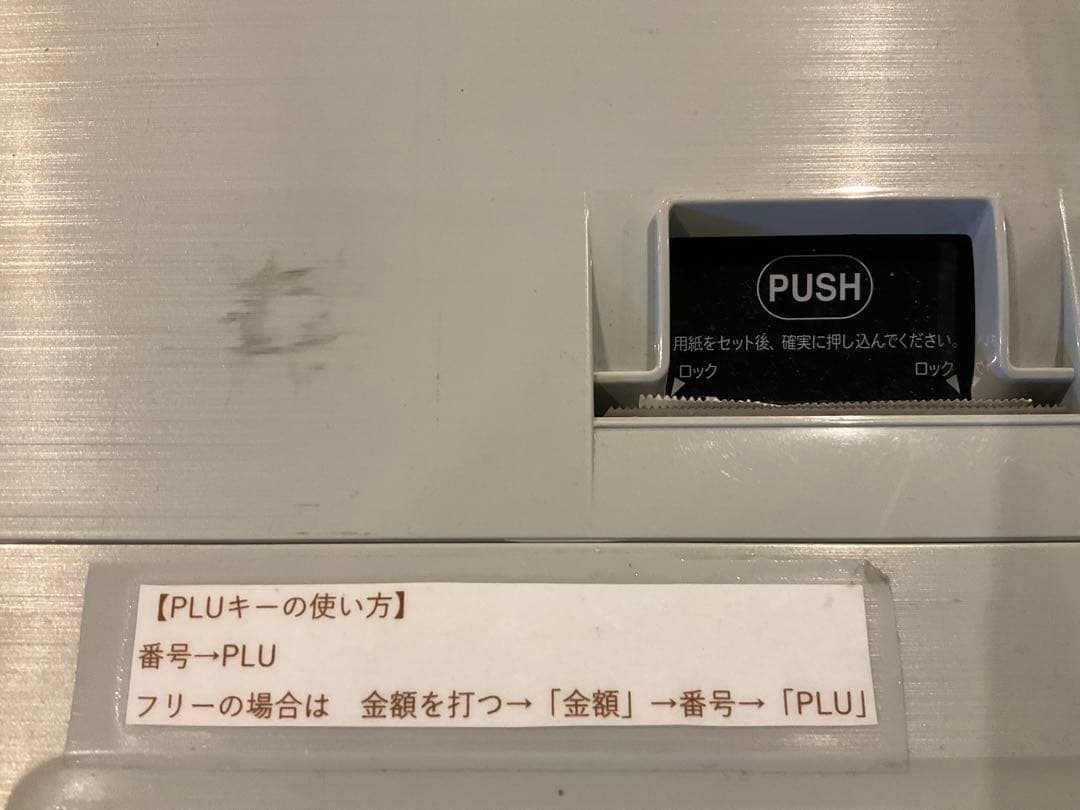 PUSH
用紙をセット後、確実に押し込んでください。
ロック ロック
【PLUキーの使い方】
番号→PLU
フリーの場合は　金額を打つ→「金額」→番号→「PLU」